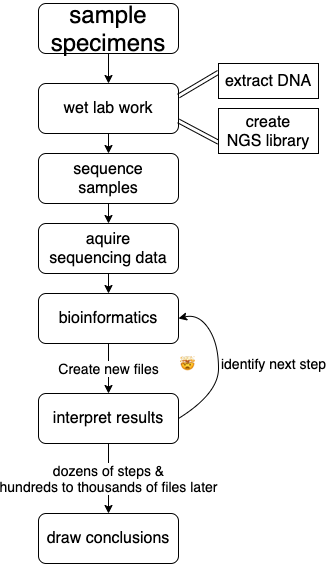 sample
specimens
wet lab work
extract DNA
create
NGS library
sequence
samples
aquire
sequencing data
bioinformatics
Create new files
identify next step
interpret results
dozens of steps &
hundreds to thousands of files later
draw conclusions